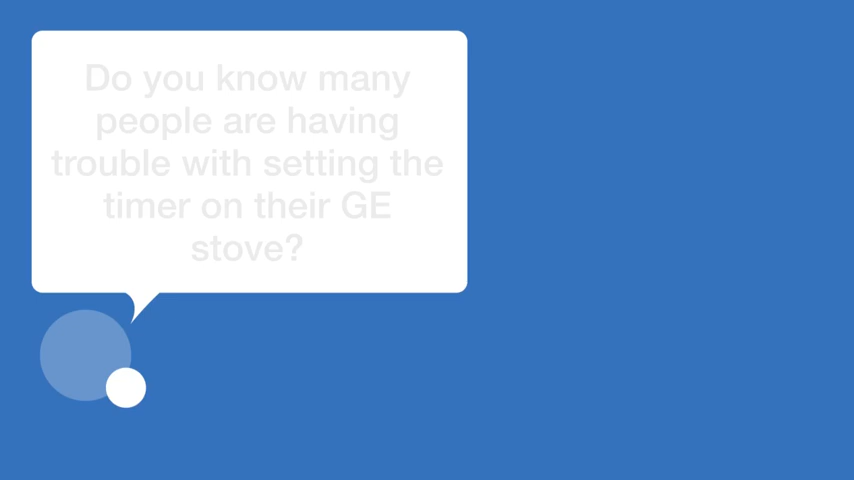 Do you know many
people are having
trouble with setting the
timer on their GE
stove?